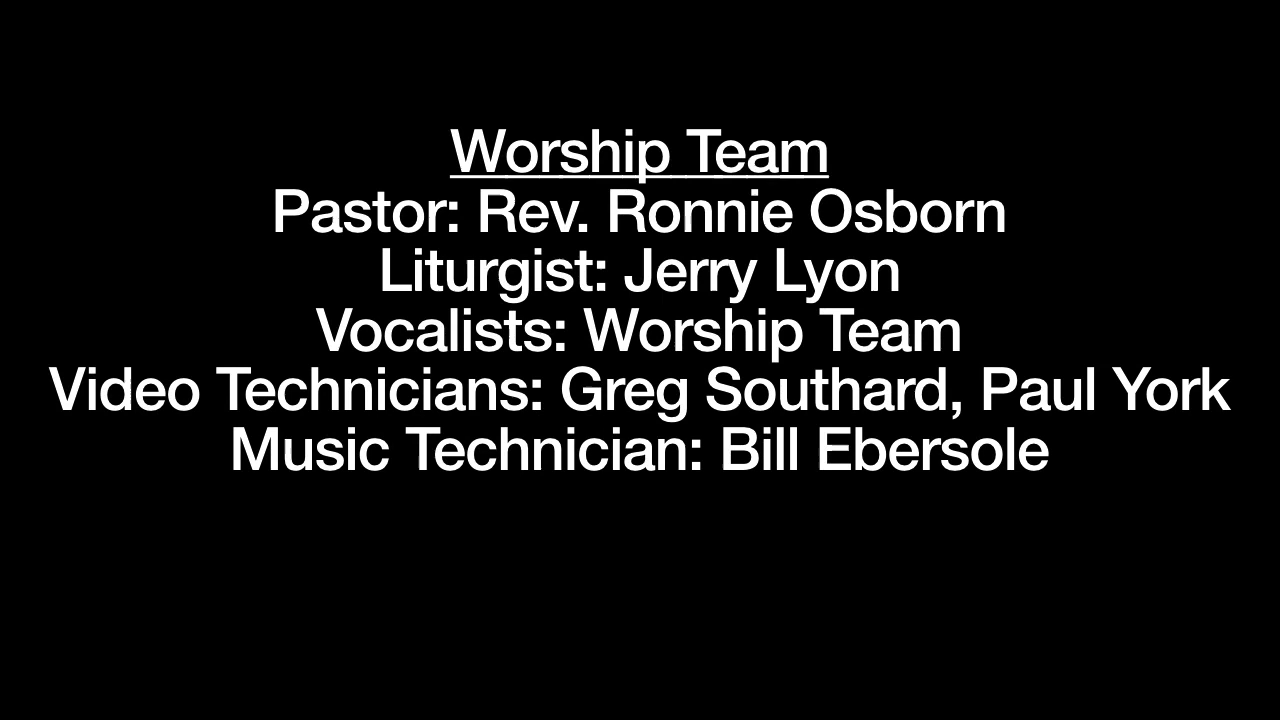 Worship Team
Pastor: Rev. Ronnie Osborn
Liturgist: Jerry Lyon
Vocalists: Worship Team
Video Technicians: Greg Southard, Paul York
Music Technician: Bill Ebersole